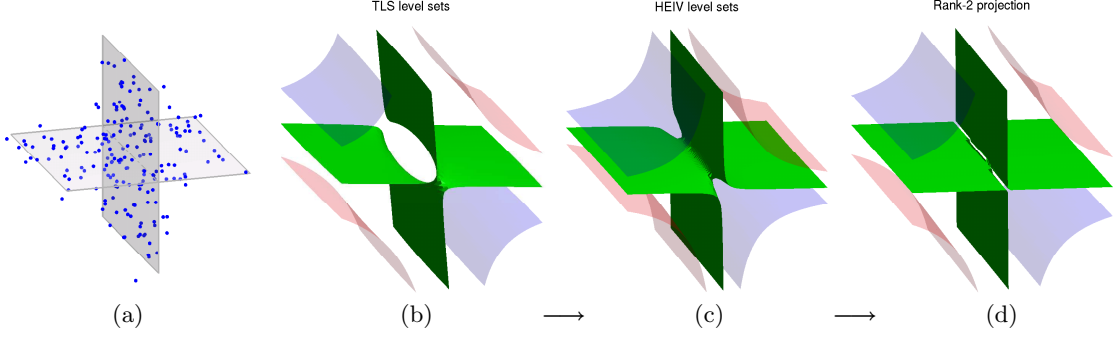 TLS level sets
HEIV level sets
Rank-2 projection
(a)
(b)
⟶
(c)
⟶
(d)